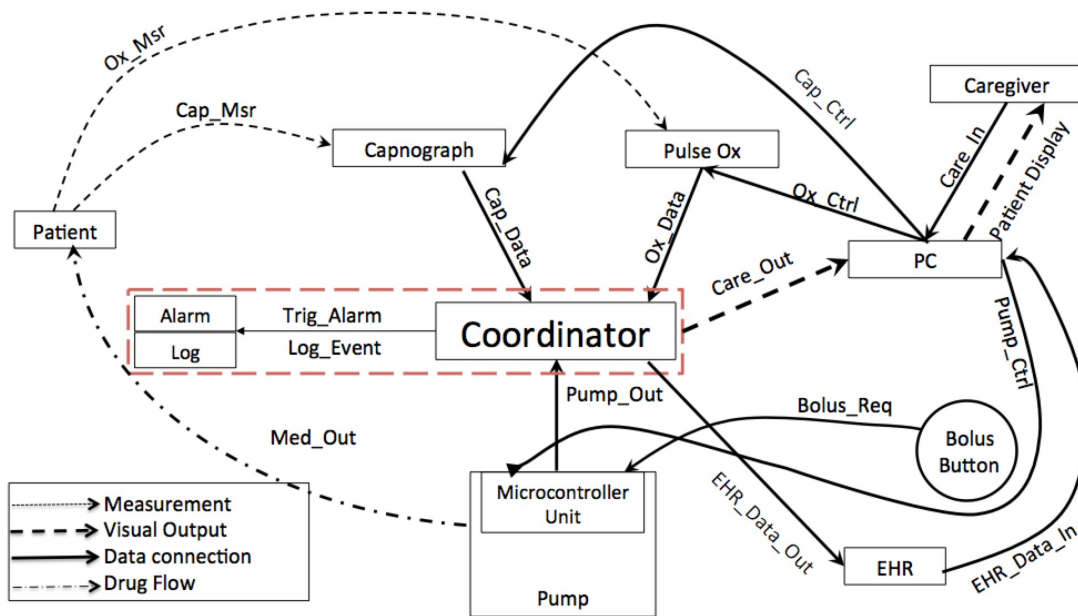 Ox_Msr
Cap_Msr
Cap_Ctrl
Caregiver
Capnograph
Pulse Ox
Care_In
Patient Display
Ox_Ctrl
Patient
Cap_Data
Ox_Data
PC
Care_Out
Alarm
Trig_Alarm
Coordinator
Log
Log_Event
Pump_Ctrl
Pump_Out
Bolus_Req
Med_Out
Bolus
Button
Microcontroller
Unit
EHR_Data_Out
EHR_Data_In
EHR
Pump
Measurement
Visual Output
Data connection
Drug Flow